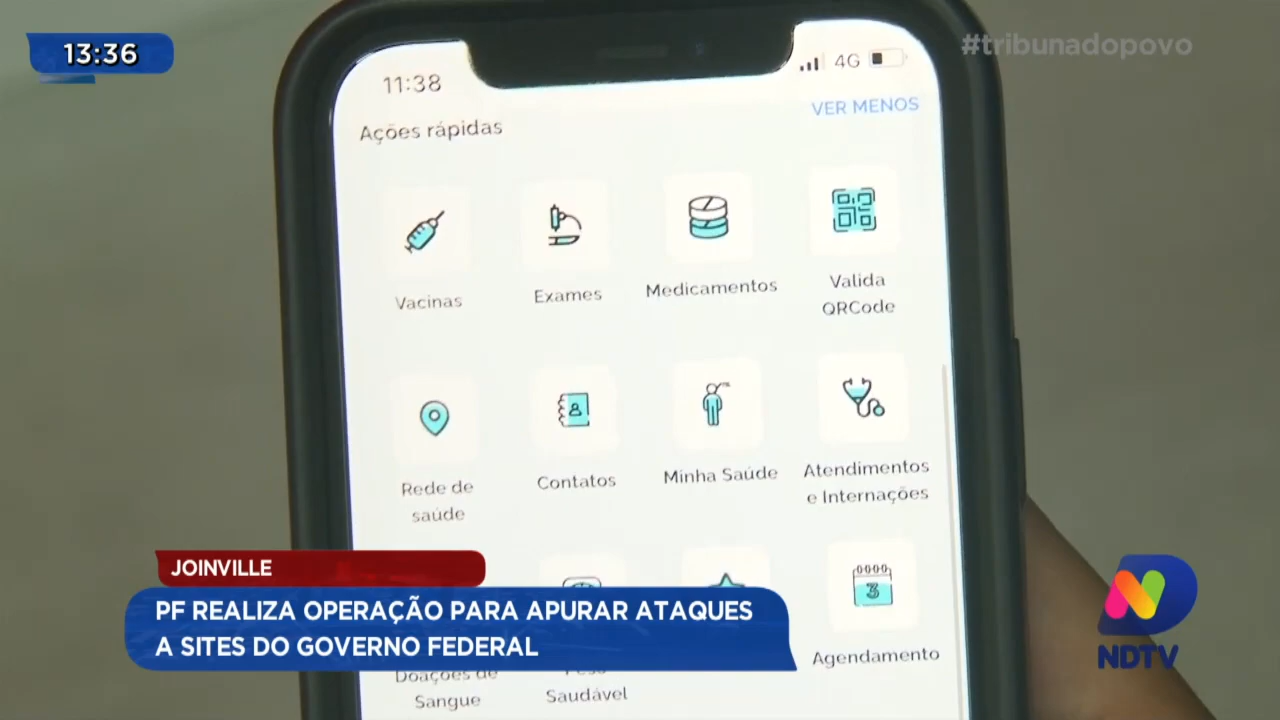 13:36
#tribunadopovo
11:38
4G
VER MENOS
Ações rápidas
Vacinas
Exames
Medicamentos
Valida
QRCode
Rede de
saúde
Contatos
Minha Saúde
Atendimentos
e Internações
3
Agendamento
JOINVILLE
PF REALIZA OPERAÇÃO PARA APURAR ATAQUES
A SITES DO GOVERNO FEDERAL
Doações de
Sangue
Peso
Saudável
NDTV